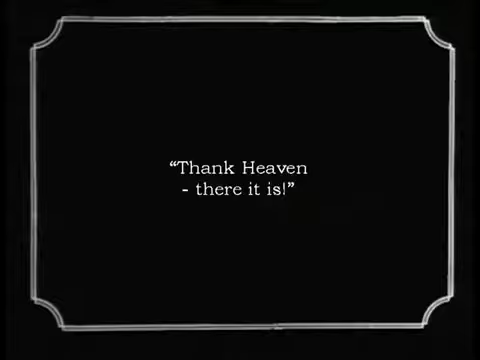 “Thank Heaven
- there it is!”